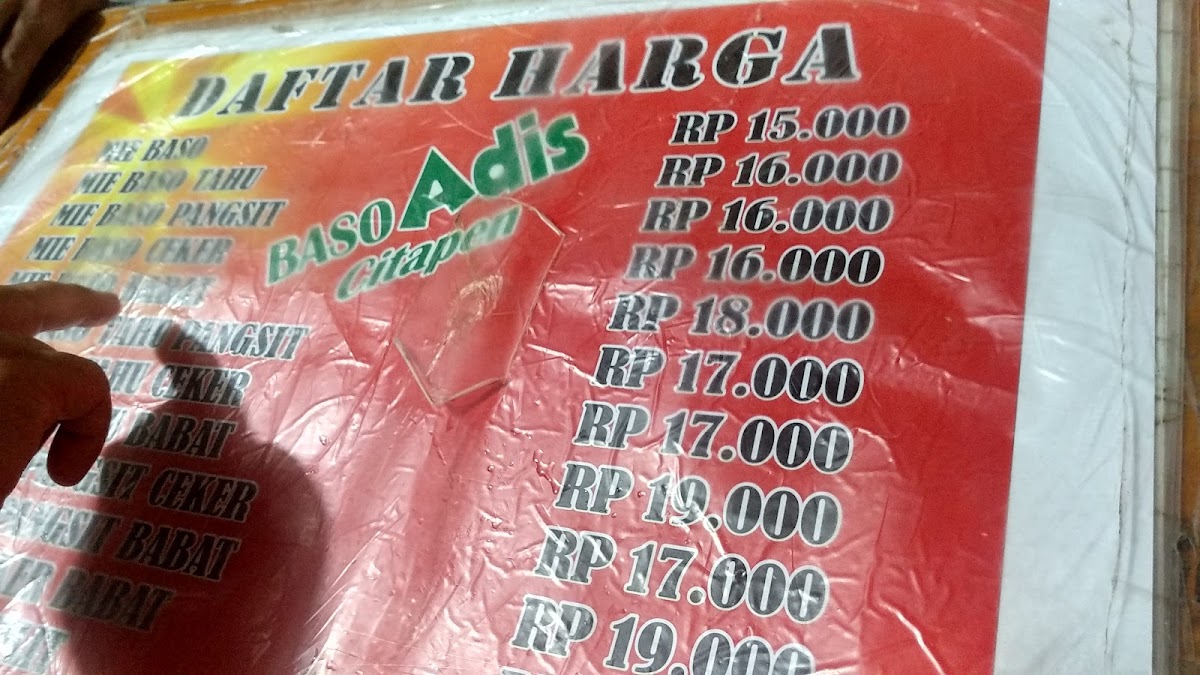 DAFTAR HARGA
BASO Adis
Citapen
MIE BASO RP 15.000
MIE BASO TAHU RP 16.000
MIE BASO PANGSIT RP 16.000
MIE BASO CEKER RP 16.000
RP 18.000
TAHU PANGSIT RP 17.000
CEKER RP 17.000
BABAT RP 19.000
CEKER RP 17.000
BABAT RP 19.000
BABAT